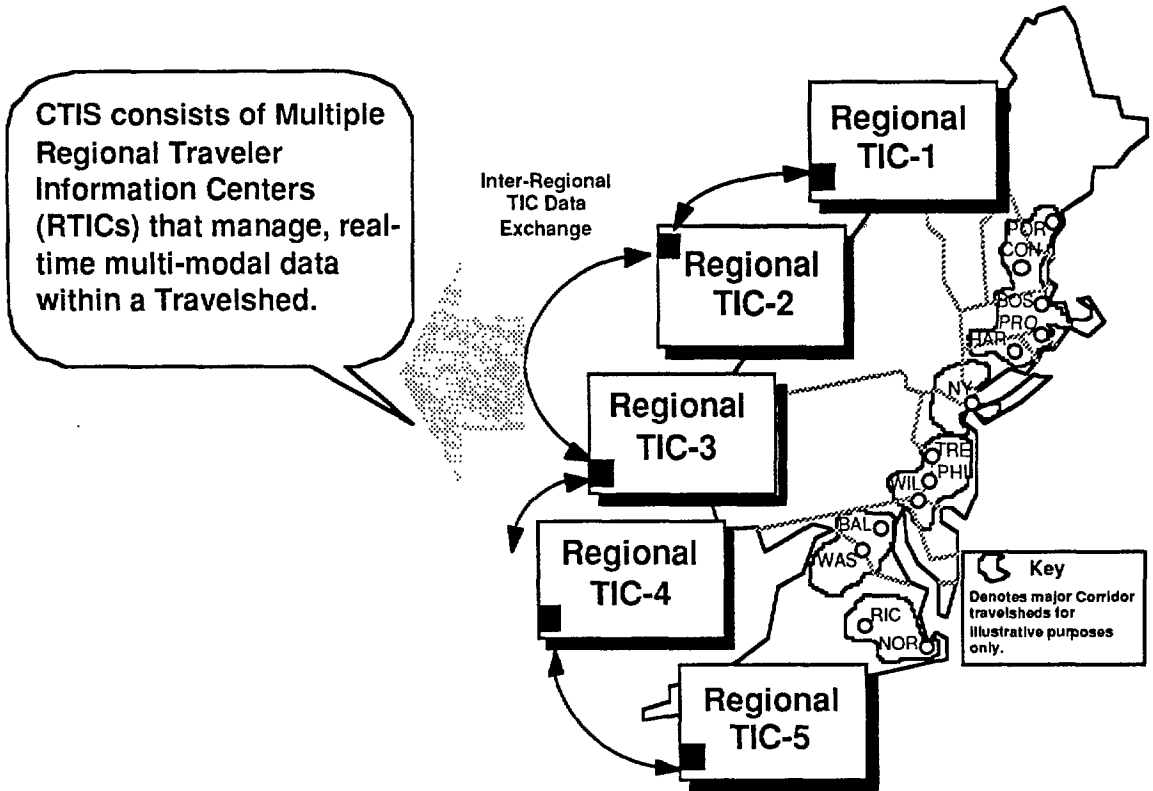 CTIS consists of Multiple
Regional Traveler
Information Centers
(RTICs) that manage, real-
time multi-modal data
within a Travelshed.
Inter-Regional
TIC Data
Exchange
Regional
TIC-1
Regional
TIC-2
Regional
TIC-3
Regional
TIC-4
Regional
TIC-5
POR
CON
BOS
PRO
HAR
NY
TRE
PHI
WIL
BAL
WAS
RIC
NOR
Key
Denotes major Corridor
travelsheds for
illustrative purposes
only.